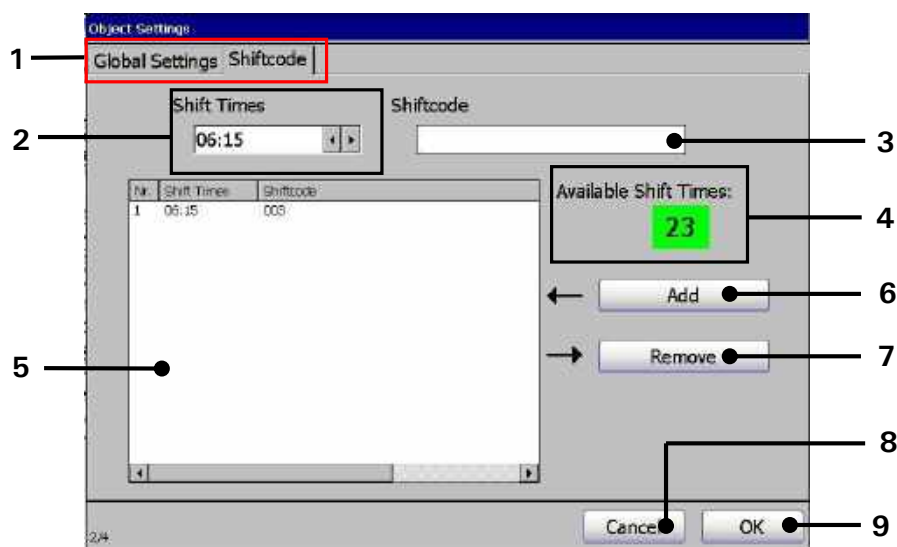 Object Settings
1
Global Settings Shiftcode
Shift Times Shiftcode
2
06:15
3
Available Shift Times:
4
23
Nr. Shift Times Shiftcode
1 06:15 003
Add
6
Remove
7
5
8
Cancel OK
9
2/4